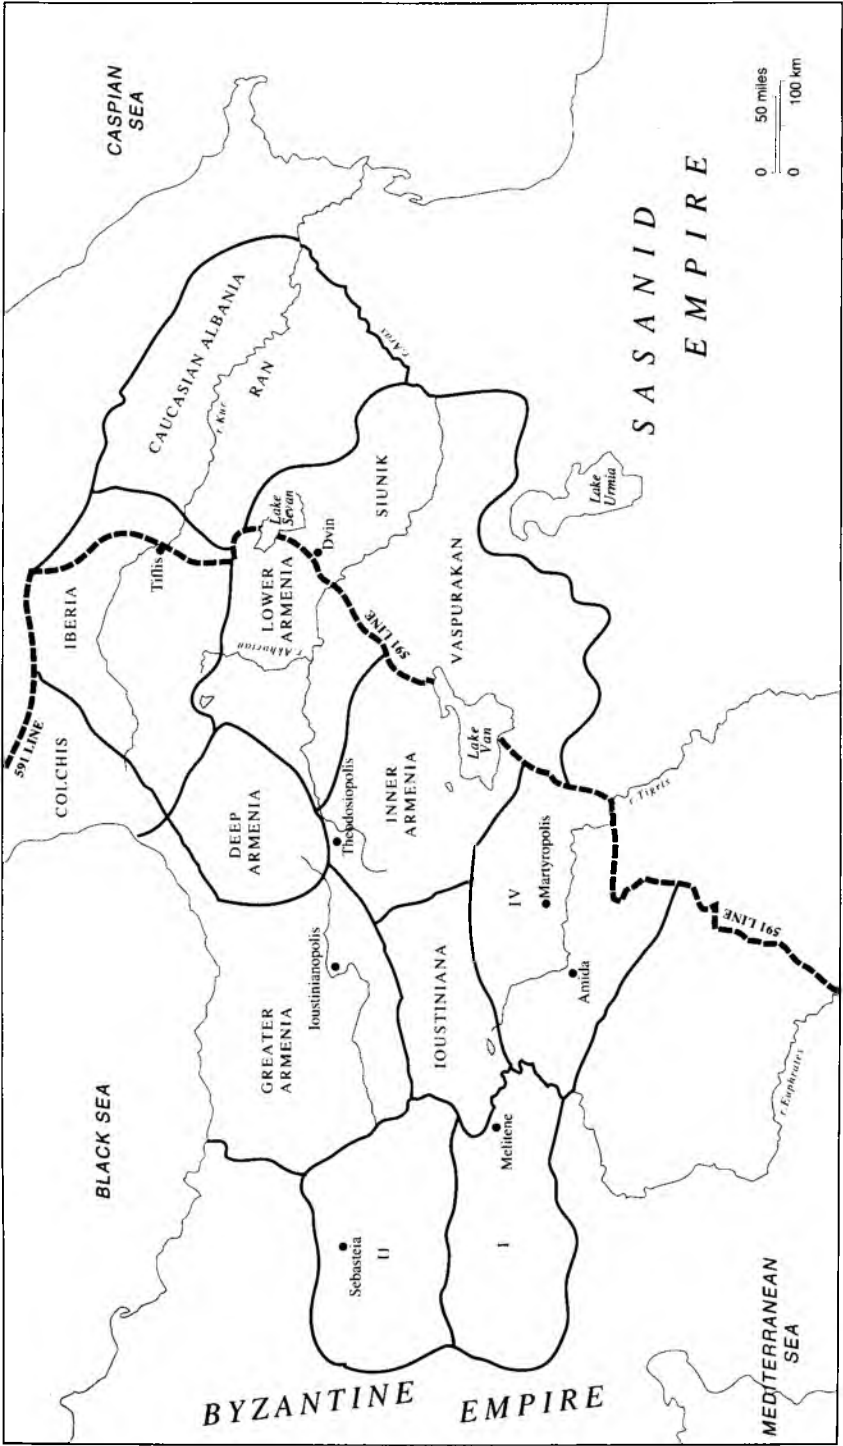 BLACK SEA
CASPIAN
SEA
591 LINE
COLCHIS
IBERIA
Tiflis
CAUCASIAN ALBANIA
r. Kur
RAN
r. Aras
GREATER
ARMENIA
DEEP
ARMENIA
LOWER
ARMENIA
r. Akhurian
Lake
Sevan
Dvin
SIUNIK
Ioustinianopolis
Theodosiopolis
INNER
ARMENIA
591 LINE
VASPURAKAN
Lake
Van
Lake
Urmia
Sebasteia
II
I
Melitene
IOUSTINIANA
IV
Martyropolis
Amida
r. Tigris
591 LINE
r. Euphrates
BYZANTINE EMPIRE
SASANID
EMPIRE
MEDITERRANEAN
SEA
0 50 miles
0 100 km